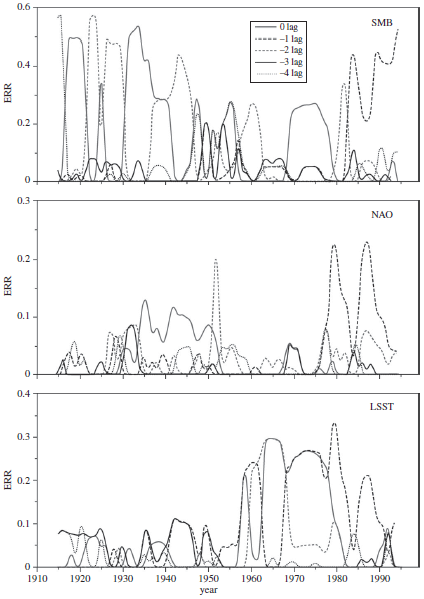 0.6
SMB
0 lag
−1 lag
−2 lag
−3 lag
−4 lag
0.4
ERR
0.2
0
0.3
NAO
0.2
ERR
0.1
0
0.4
LSST
0.3
ERR
0.2
0.1
0
1910 1920 1930 1940 1950 1960 1970 1980 1990
year